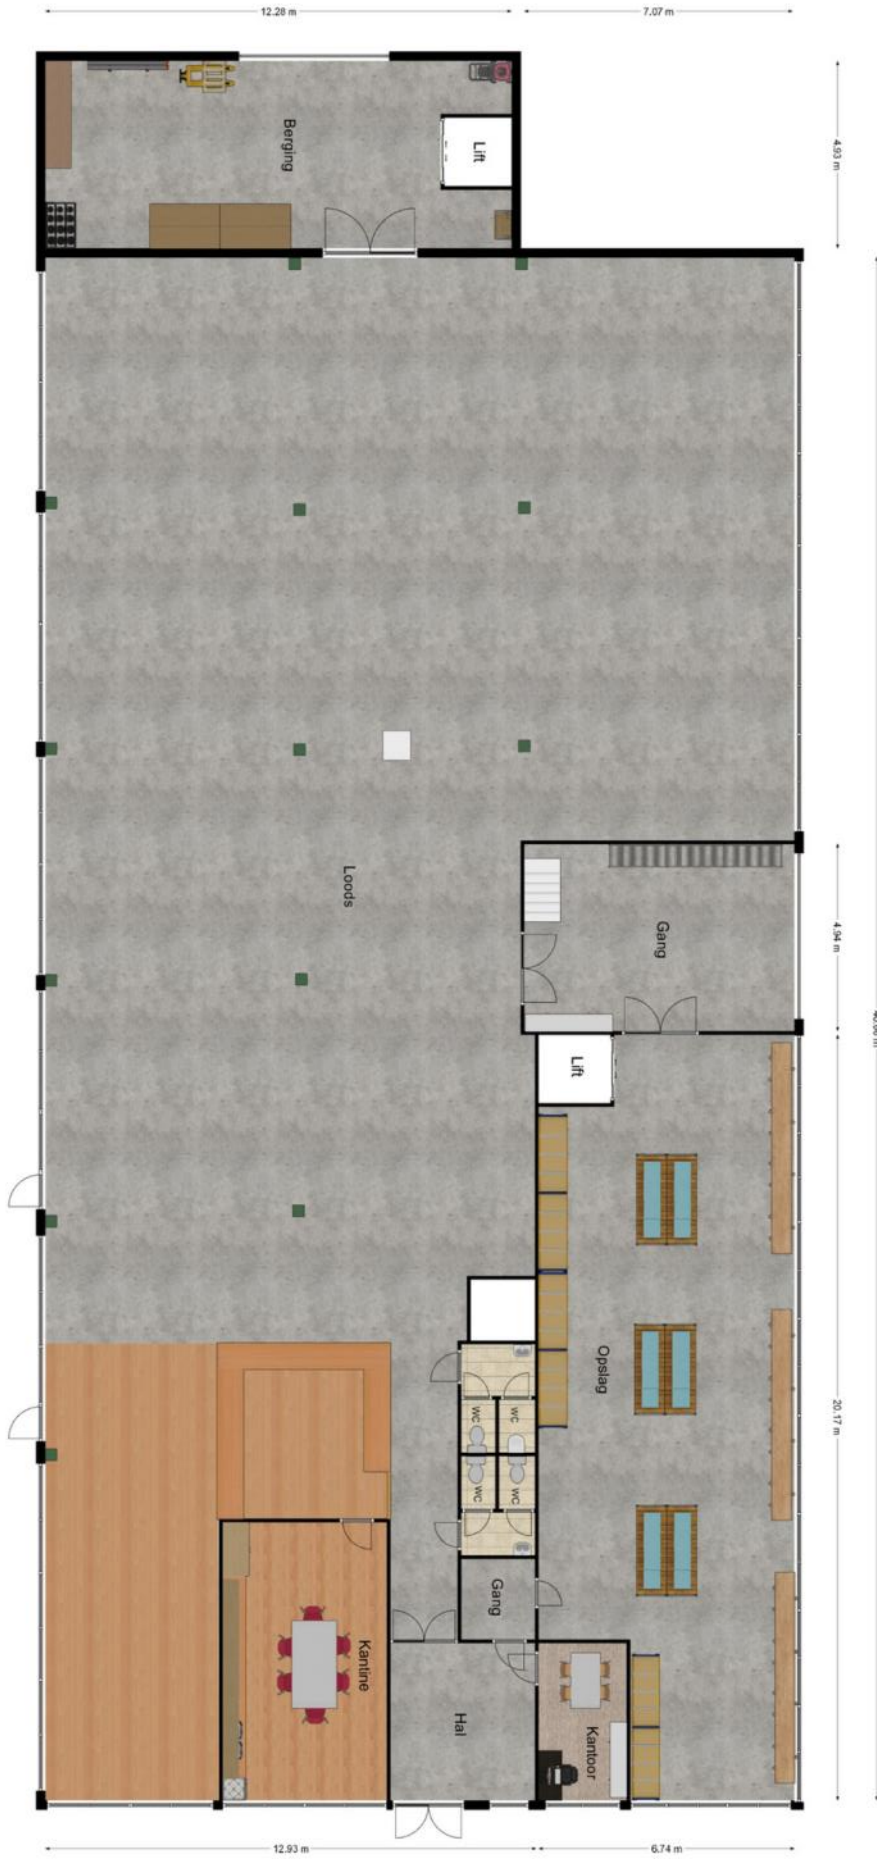 12.28 m
7.07 m
Berging
Lift
4.93 m
Loods
Gang
4.94 m
Lift
Opslag
WC
WC
WC
WC
20.17 m
Gang
Kantine
Hal
Kantoor
12.93 m
6.74 m